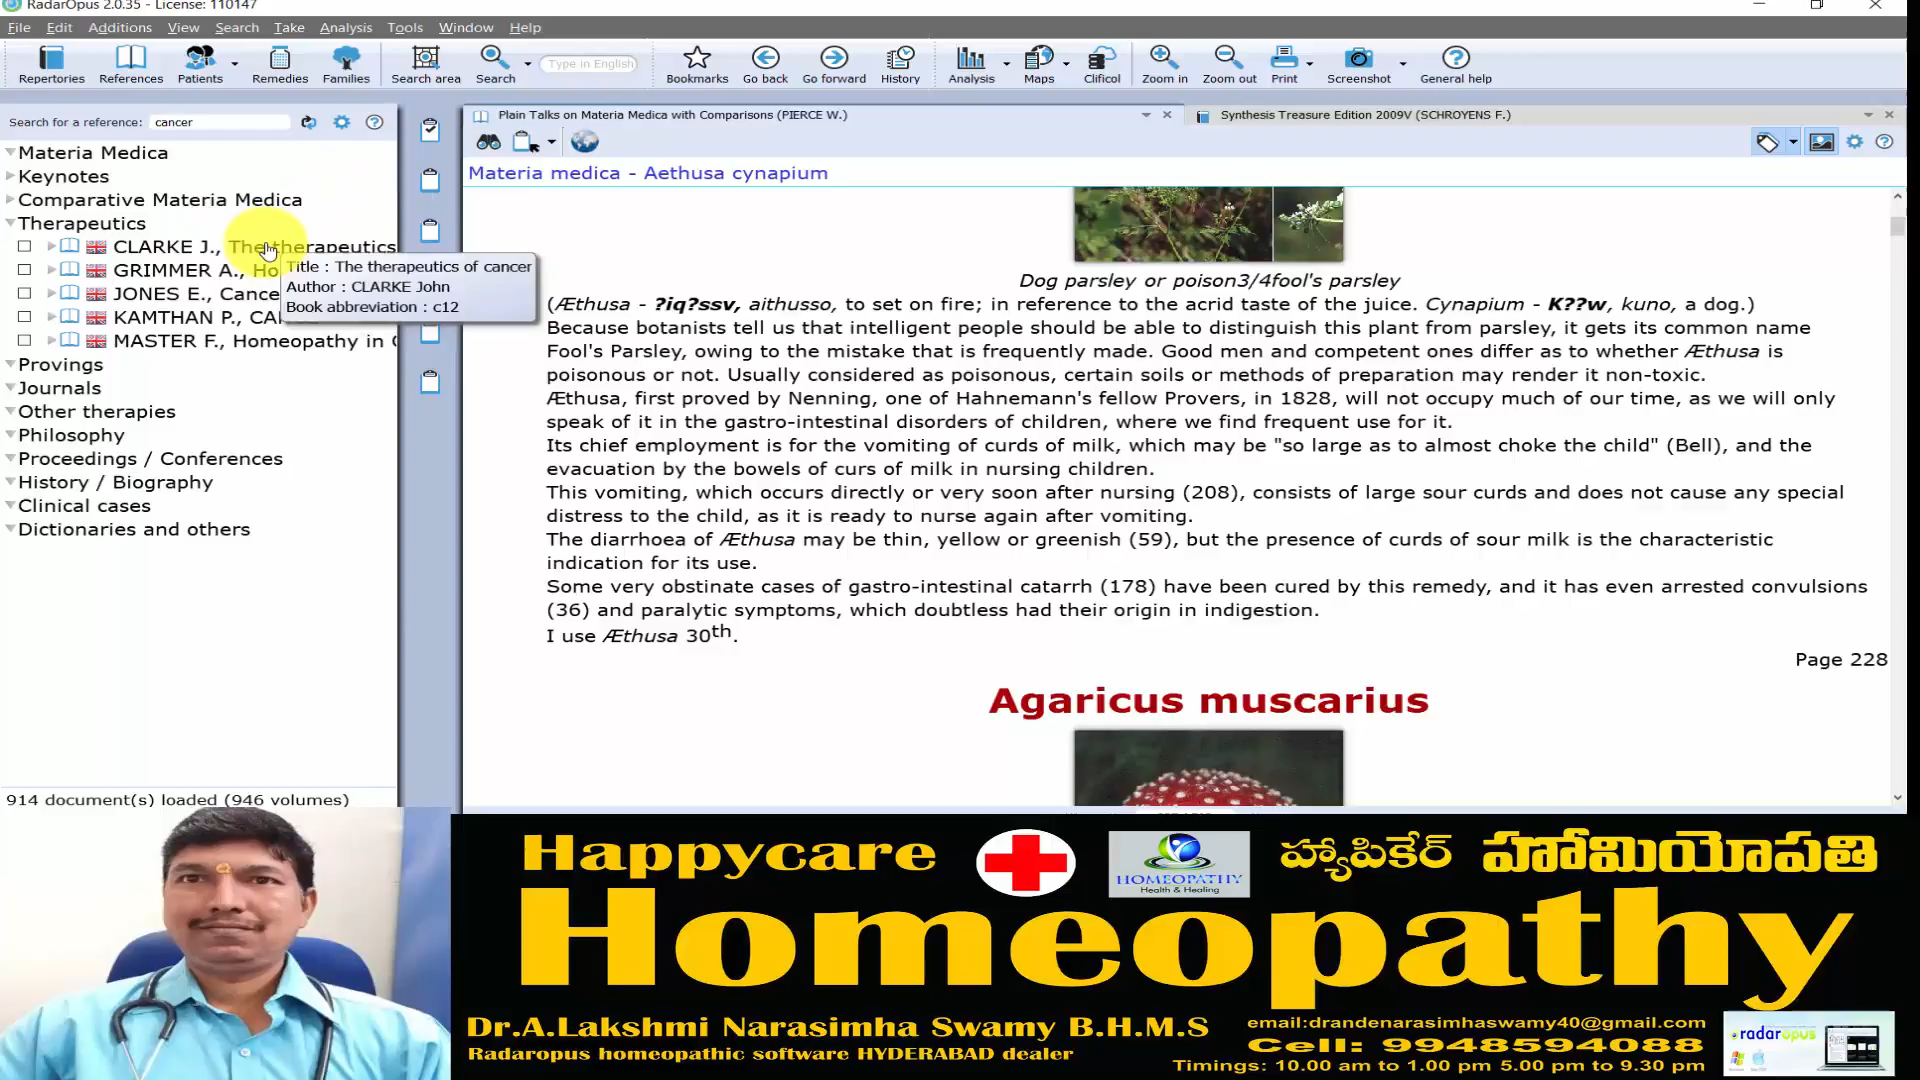 RadarOpus 2.0.35 - License: 110147
File Edit Additions View Search Take Analysis Tools Window Help
Repertories References Patients Remedies Families Search area Search Type in English Bookmarks Go back Go forward History Analysis Maps Clificol Zoom in Zoom out Print Screenshot General help
Search for a reference: cancer
Materia Medica
Keynotes
Comparative Materia Medica
Therapeutics
CLARKE J., The therapeutics
GRIMMER A., Ho
JONES E., Cance
KAMTHAN P., CA
MASTER F., Homeopathy in
Title : The therapeutics of cancer
Author : CLARKE John
Book abbreviation : c12
Provings
Journals
Other therapies
Philosophy
Proceedings / Conferences
History / Biography
Clinical cases
Dictionaries and others
914 document(s) loaded (946 volumes)
Plain Talks on Materia Medica with Comparisons (PIERCE W.)
Synthesis Treasure Edition 2009V (SCHROYENS F.)
Materia medica - Aethusa cynapium
Dog parsley or poison3/4fool's parsley
(Æthusa - ?iq?ssv, aithusso, to set on fire; in reference to the acrid taste of the juice. Cynapium - K??w, kuno, a dog.)
Because botanists tell us that intelligent people should be able to distinguish this plant from parsley, it gets its common name
Fool's Parsley, owing to the mistake that is frequently made. Good men and competent ones differ as to whether Æthusa is
poisonous or not. Usually considered as poisonous, certain soils or methods of preparation may render it non-toxic.
Æthusa, first proved by Nenning, one of Hahnemann's fellow Provers, in 1828, will not occupy much of our time, as we will only
speak of it in the gastro-intestinal disorders of children, where we find frequent use for it.
Its chief employment is for the vomiting of curds of milk, which may be "so large as to almost choke the child" (Bell), and the
evacuation by the bowels of curs of milk in nursing children.
This vomiting, which occurs directly or very soon after nursing (208), consists of large sour curds and does not cause any special
distress to the child, as it is ready to nurse again after vomiting.
The diarrhoea of Æthusa may be thin, yellow or greenish (59), but the presence of curds of sour milk is the characteristic
indication for its use.
Some very obstinate cases of gastro-intestinal catarrh (178) have been cured by this remedy, and it has even arrested convulsions
(36) and paralytic symptoms, which doubtless had their origin in indigestion.
I use Æthusa 30th.
Page 228
Agaricus muscarius
Happycare
HOMEOPATHY
Health & Healing
హ్యాపికేర్ హోమియోపతి
Homeopathy
Dr.A.Lakshmi Narasimha Swamy B.H.M.S
Radaropus homeopathic software HYDERABAD dealer
email:drandenarasimhaswamy40@gmail.com
Cell: 9948594088
Timings: 10.00 am to 1.00 pm 5.00 pm to 9.30 pm
radaropus